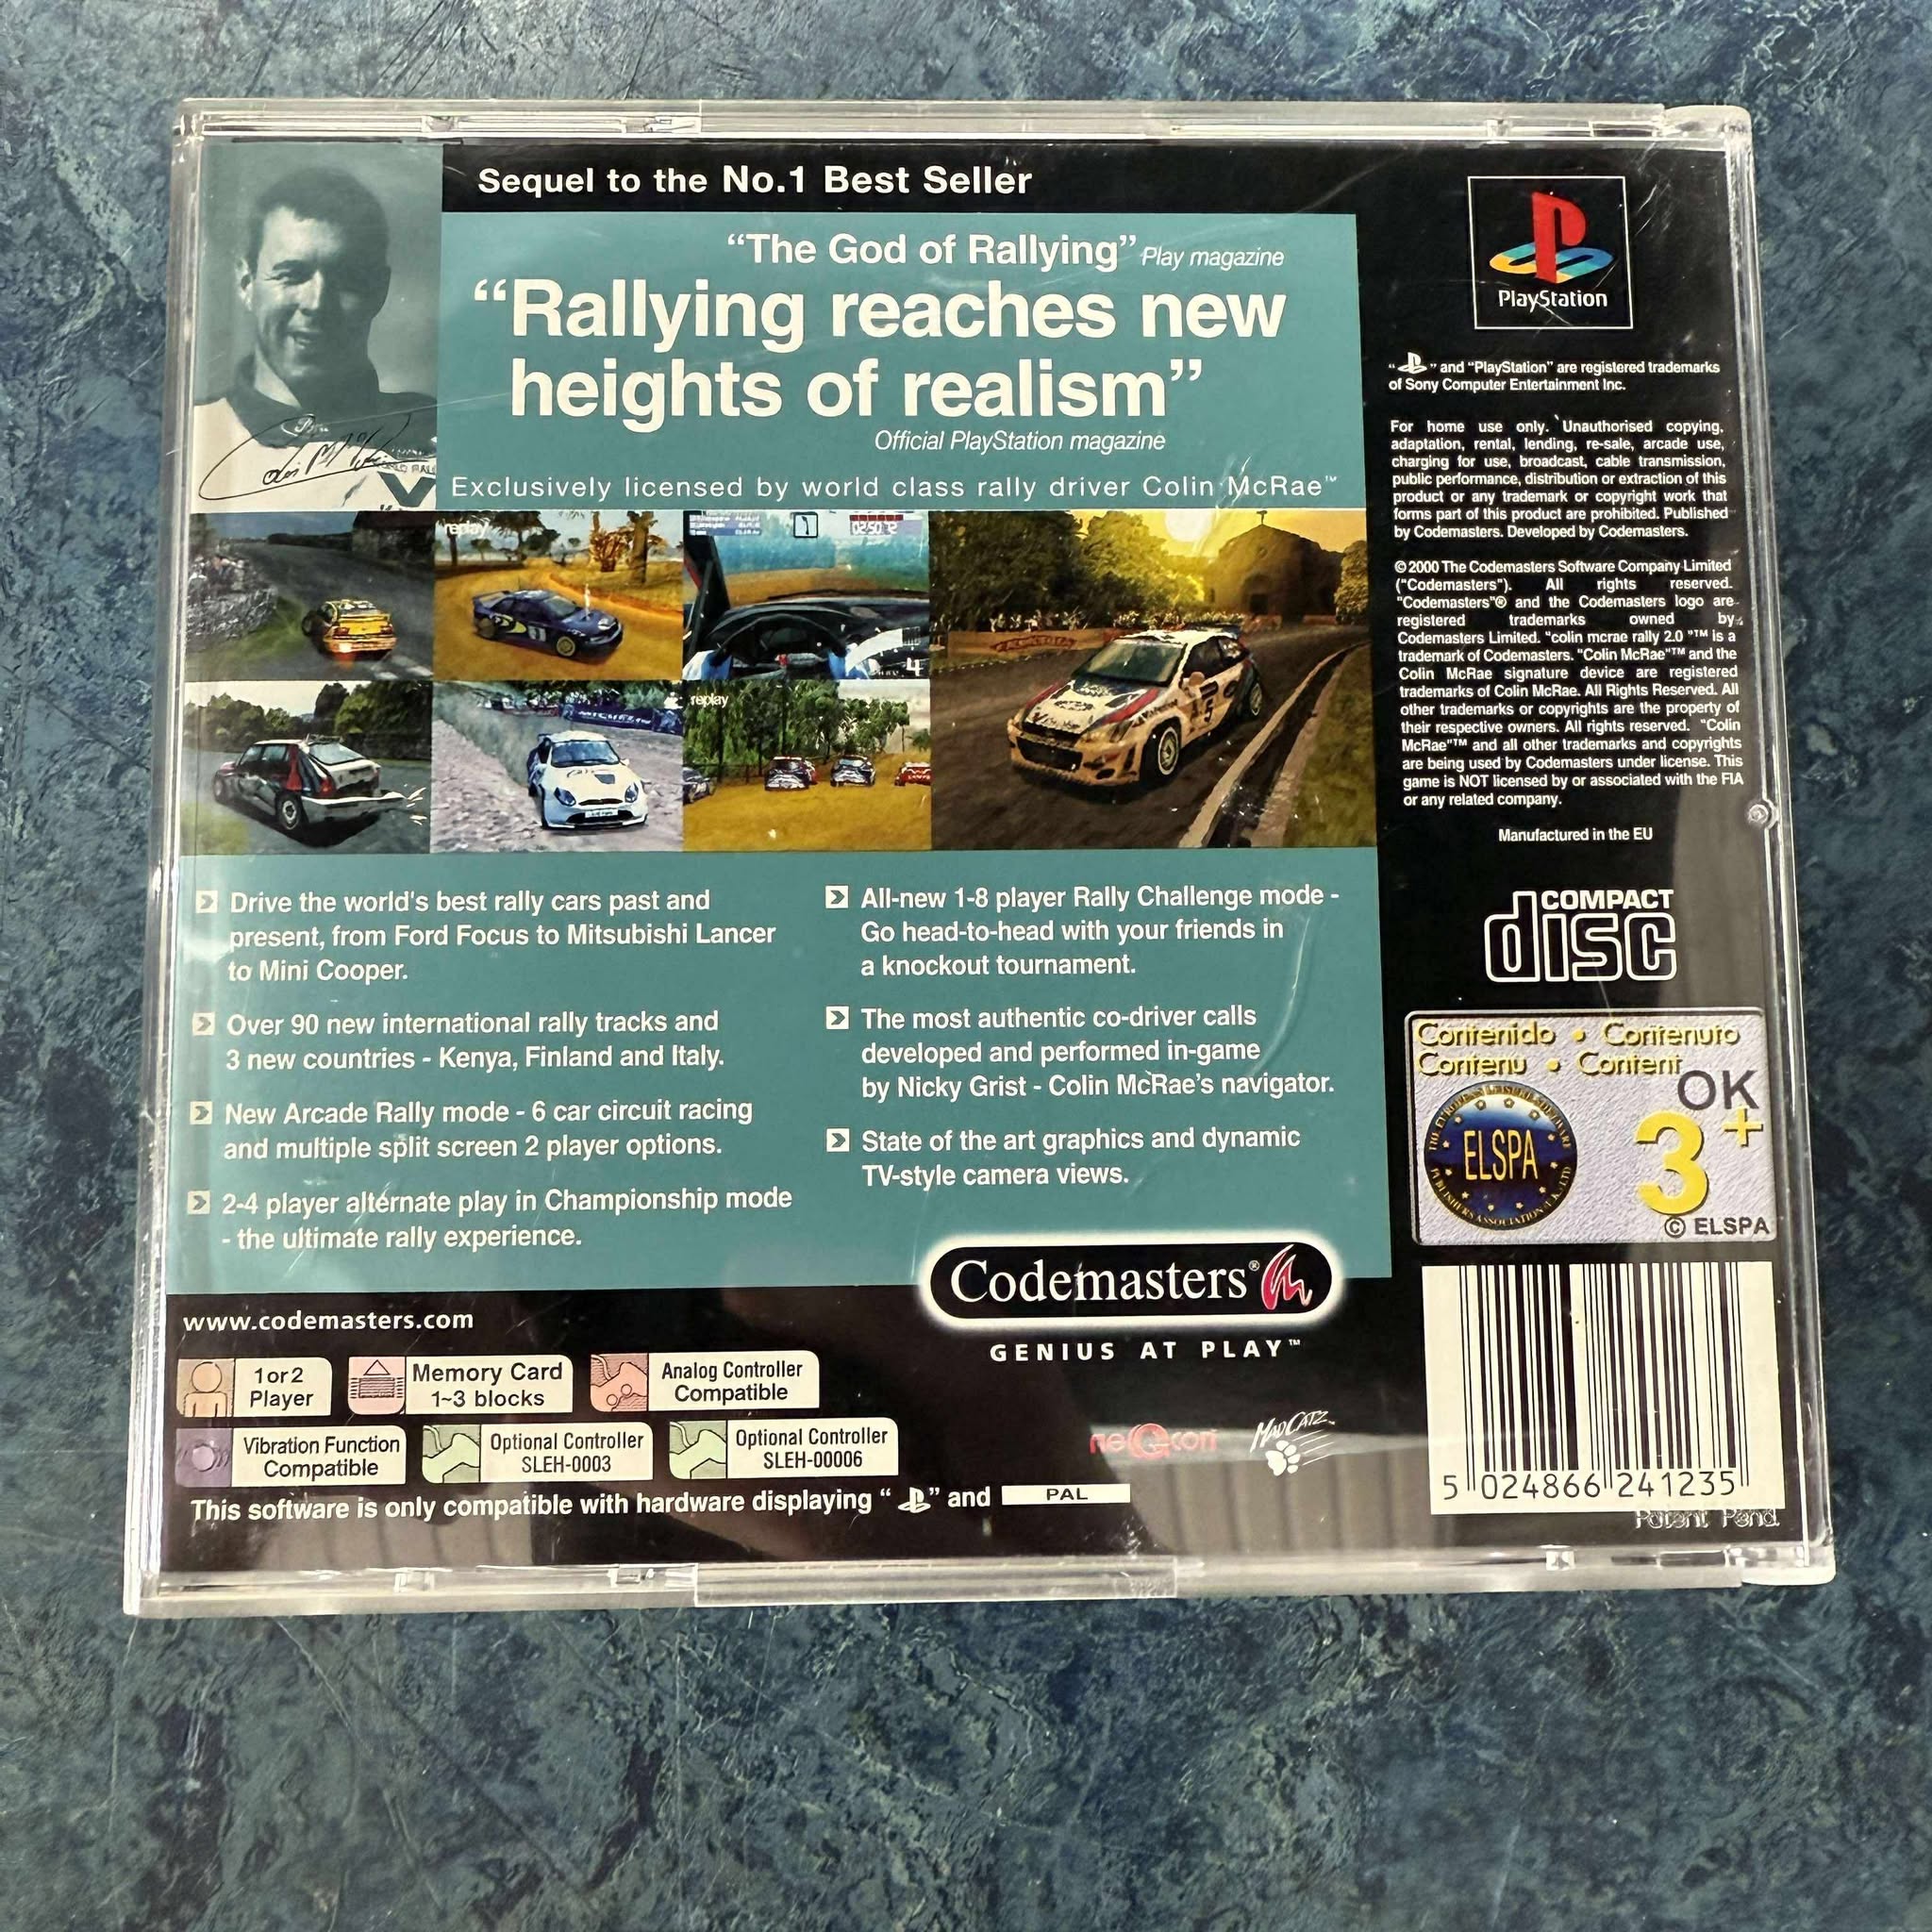 Sequel to the No.1 Best Seller
“The God of Rallying” Play magazine
“Rallying reaches new
heights of realism”
Official PlayStation magazine
Exclusively licensed by world class rally driver Colin McRae™
replay
02:50.72
4
replay
Drive the world's best rally cars past and
present, from Ford Focus to Mitsubishi Lancer
to Mini Cooper.
Over 90 new international rally tracks and
3 new countries - Kenya, Finland and Italy.
New Arcade Rally mode - 6 car circuit racing
and multiple split screen 2 player options.
2-4 player alternate play in Championship mode
- the ultimate rally experience.
All-new 1-8 player Rally Challenge mode -
Go head-to-head with your friends in
a knockout tournament.
The most authentic co-driver calls
developed and performed in-game
by Nicky Grist - Colin McRae's navigator.
State of the art graphics and dynamic
TV-style camera views.
Codemasters®
GENIUS AT PLAY™
www.codemasters.com
1 or 2
Player
Memory Card
1~3 blocks
Analog Controller
Compatible
Vibration Function
Compatible
Optional Controller
SLEH-0003
Optional Controller
SLEH-00006
neGcon
MAD CATZ
This software is only compatible with hardware displaying “ ” and PAL
PlayStation
“ ” and “PlayStation” are registered trademarks
of Sony Computer Entertainment Inc.
For home use only. Unauthorised copying,
adaptation, rental, lending, re-sale, arcade use,
charging for use, broadcast, cable transmission,
public performance, distribution or extraction of this
product or any trademark or copyright work that
forms part of this product are prohibited. Published
by Codemasters. Developed by Codemasters.
©2000 The Codemasters Software Company Limited
("Codemasters"). All rights reserved.
"Codemasters"® and the Codemasters logo are
registered trademarks owned by
Codemasters Limited. "colin mcrae rally 2.0 "™ is a
trademark of Codemasters. "Colin McRae"™ and the
Colin McRae signature device are registered
trademarks of Colin McRae. All Rights Reserved. All
other trademarks or copyrights are the property of
their respective owners. All rights reserved. "Colin
McRae"™ and all other trademarks and copyrights
are being used by Codemasters under license. This
game is NOT licensed by or associated with the FIA
or any related company.
Manufactured in the EU
COMPACT
disc
Contenido • Contenuto
Contenu • Content
OK
3+
ELSPA
© ELSPA
5 024866 241235
Patent Pend.